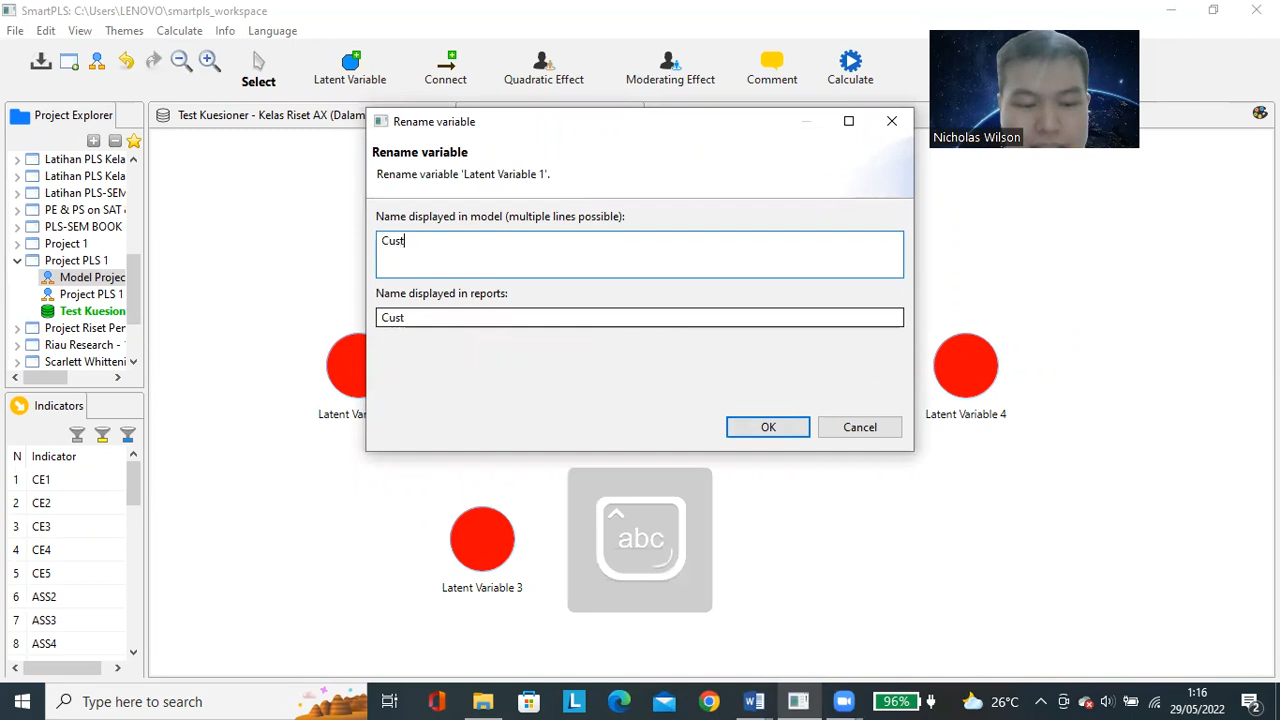 SmartPLS: C:\Users\LENOVO\smartpls_workspace
File Edit View Themes Calculate Info Language
Select
Latent Variable
Connect
Quadratic Effect
Moderating Effect
Comment
Calculate
Nicholas Wilson
Project Explorer
Test Kuesioner - Kelas Riset AX (Dalam
Latihan PLS Kela
Latihan PLS Kela
Latihan PLS-SEM
PE & PS on SAT &
PLS-SEM BOOK
Project 1
Project PLS 1
Model Projec
Project PLS 1
Test Kuesion
Project Riset Per
Riau Research -
Scarlett Whitteni
Rename variable
Rename variable
Rename variable 'Latent Variable 1'.
Name displayed in model (multiple lines possible):
Cust
Name displayed in reports:
Cust
OK
Cancel
Latent Var
Latent Variable 4
Latent Variable 3
abc
Indicators
N Indicator
1 CE1
2 CE2
3 CE3
4 CE4
5 CE5
6 ASS2
7 ASS3
8 ASS4
Type here to search
96%
26°C
1:16
29/05/2022
2